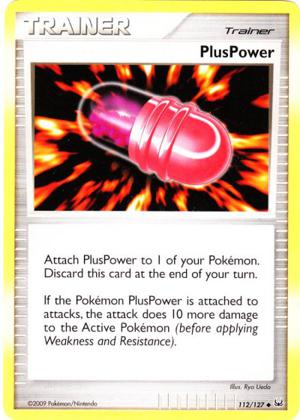 TRAINER
Trainer
PlusPower
Attach PlusPower to 1 of your Pokémon.
Discard this card at the end of your turn.
If the Pokémon PlusPower is attached to
attacks, the attack does 10 more damage
to the Active Pokémon (before applying
Weakness and Resistance).
Illus. Ryo Ueda
©2009 Pokémon/Nintendo
112/127